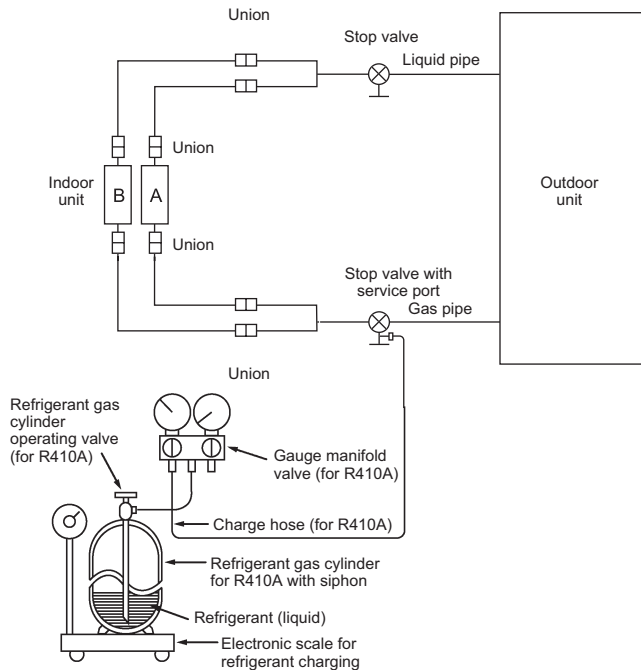 Union
Stop valve
Liquid pipe
Union
Indoor
unit
B
A
Outdoor
unit
Union
Stop valve with
service port
Gas pipe
Union
Refrigerant gas
cylinder
operating valve
(for R410A)
Gauge manifold
valve (for R410A)
Charge hose (for R410A)
Refrigerant gas cylinder
for R410A with siphon
Refrigerant (liquid)
Electronic scale for
refrigerant charging